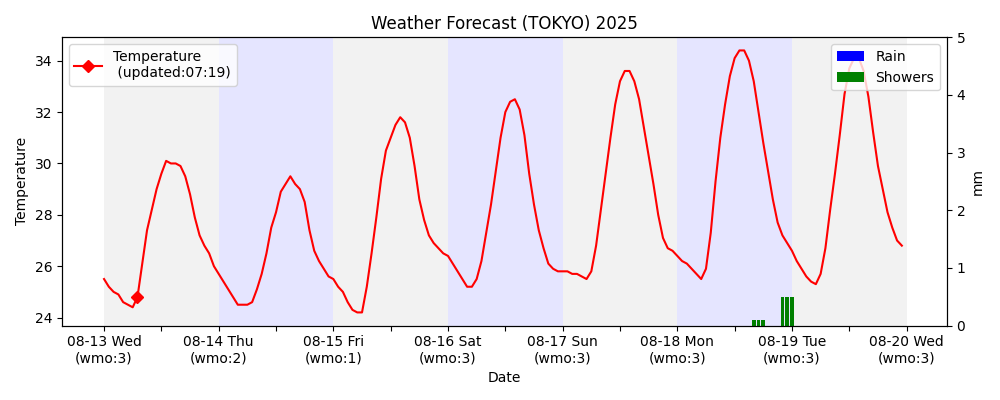 Weather Forecast (TOKYO) 2025
Temperature
(updated:07:19)
Rain
Showers
34
32
30
28
26
24
Temperature
5
4
3
2
1
0
mm
08-13 Wed
(wmo:3)
08-14 Thu
(wmo:2)
08-15 Fri
(wmo:1)
08-16 Sat
(wmo:3)
08-17 Sun
(wmo:3)
08-18 Mon
(wmo:3)
08-19 Tue
(wmo:3)
08-20 Wed
(wmo:3)
Date